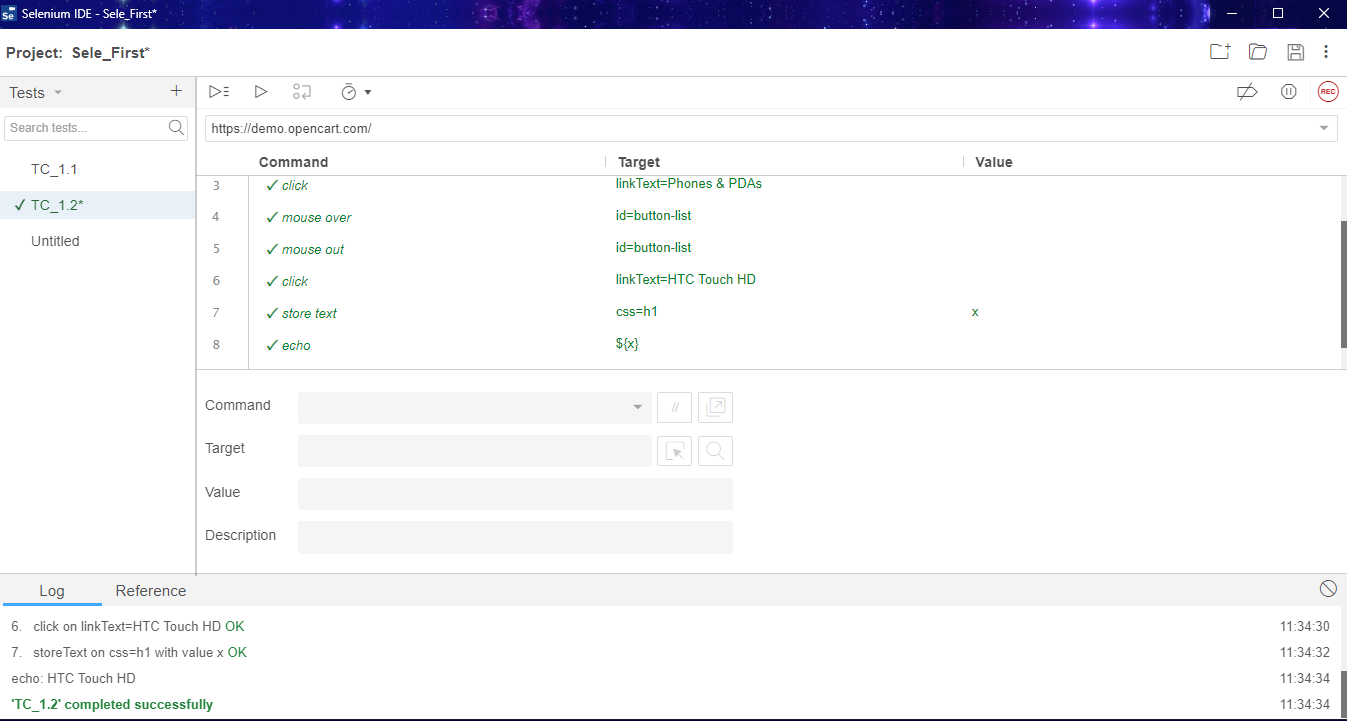 Selenium IDE - Sele_First*
Project: Sele_First*
Tests
Search tests...
TC_1.1
✓ TC_1.2*
Untitled
REC
https://demo.opencart.com/
Command Target Value
3 ✓ click linkText=Phones & PDAs
4 ✓ mouse over id=button-list
5 ✓ mouse out id=button-list
6 ✓ click linkText=HTC Touch HD
7 ✓ store text css=h1 x
8 ✓ echo ${x}
Command //
Target
Value
Description
Log Reference
6. click on linkText=HTC Touch HD OK 11:34:30
7. storeText on css=h1 with value x OK 11:34:32
echo: HTC Touch HD 11:34:34
'TC_1.2' completed successfully 11:34:34